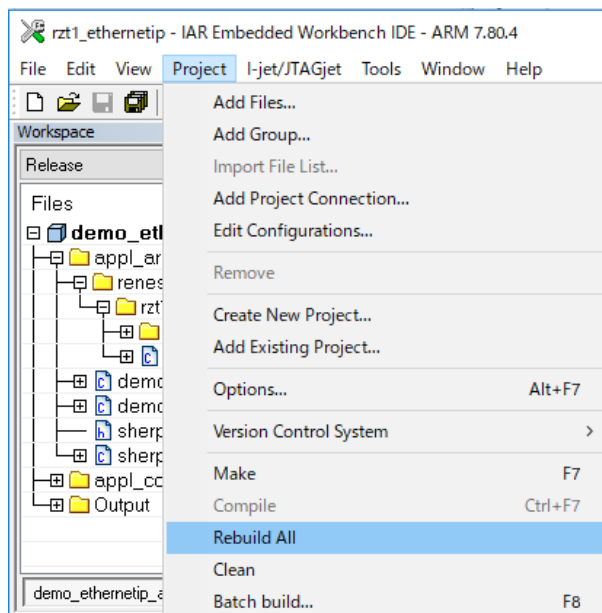 rzt1_ethernetip - IAR Embedded Workbench IDE - ARM 7.80.4
File Edit View Project I-jet/JTAGjet Tools Window Help
Workspace
Release
Files
demo_etl
appl_ar
renes
rzt
demo
demo
sherp
sherp
appl_co
Output
demo_ethernetip_a
Add Files...
Add Group...
Import File List...
Add Project Connection...
Edit Configurations...
Remove
Create New Project...
Add Existing Project...
Options... Alt+F7
Version Control System >
Make F7
Compile Ctrl+F7
Rebuild All
Clean
Batch build... F8